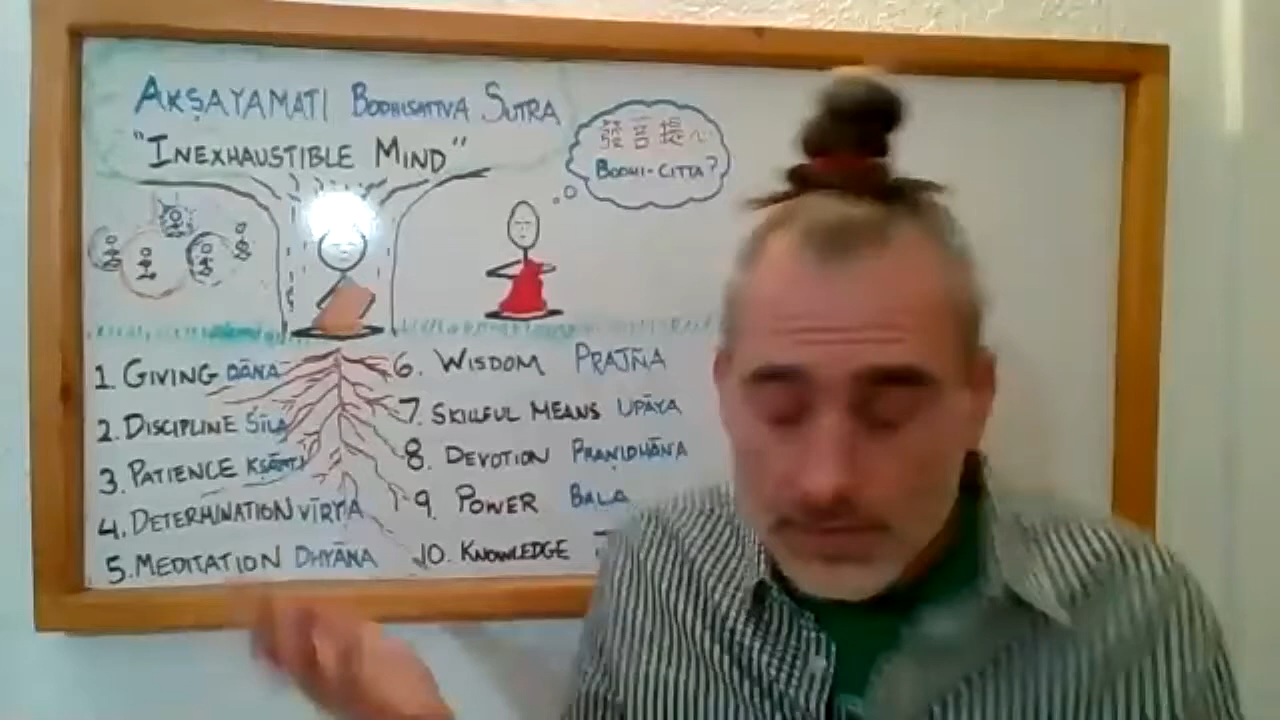 AKṢAYAMATI BODHISATTVA SUTRA
"INEXHAUSTIBLE MIND"
發菩提心
BODHI-CITTA?
1. GIVING DĀNA
2. DISCIPLINE ŚĪLA
3. PATIENCE KṢĀNTI
4. DETERMINATION VĪRYA
5. MEDITATION DHYĀNA
6. WISDOM PRAJÑA
7. SKILLFUL MEANS UPĀYA
8. DEVOTION PRAṆIDHĀNA
9. POWER BALA
10. KNOWLEDGE